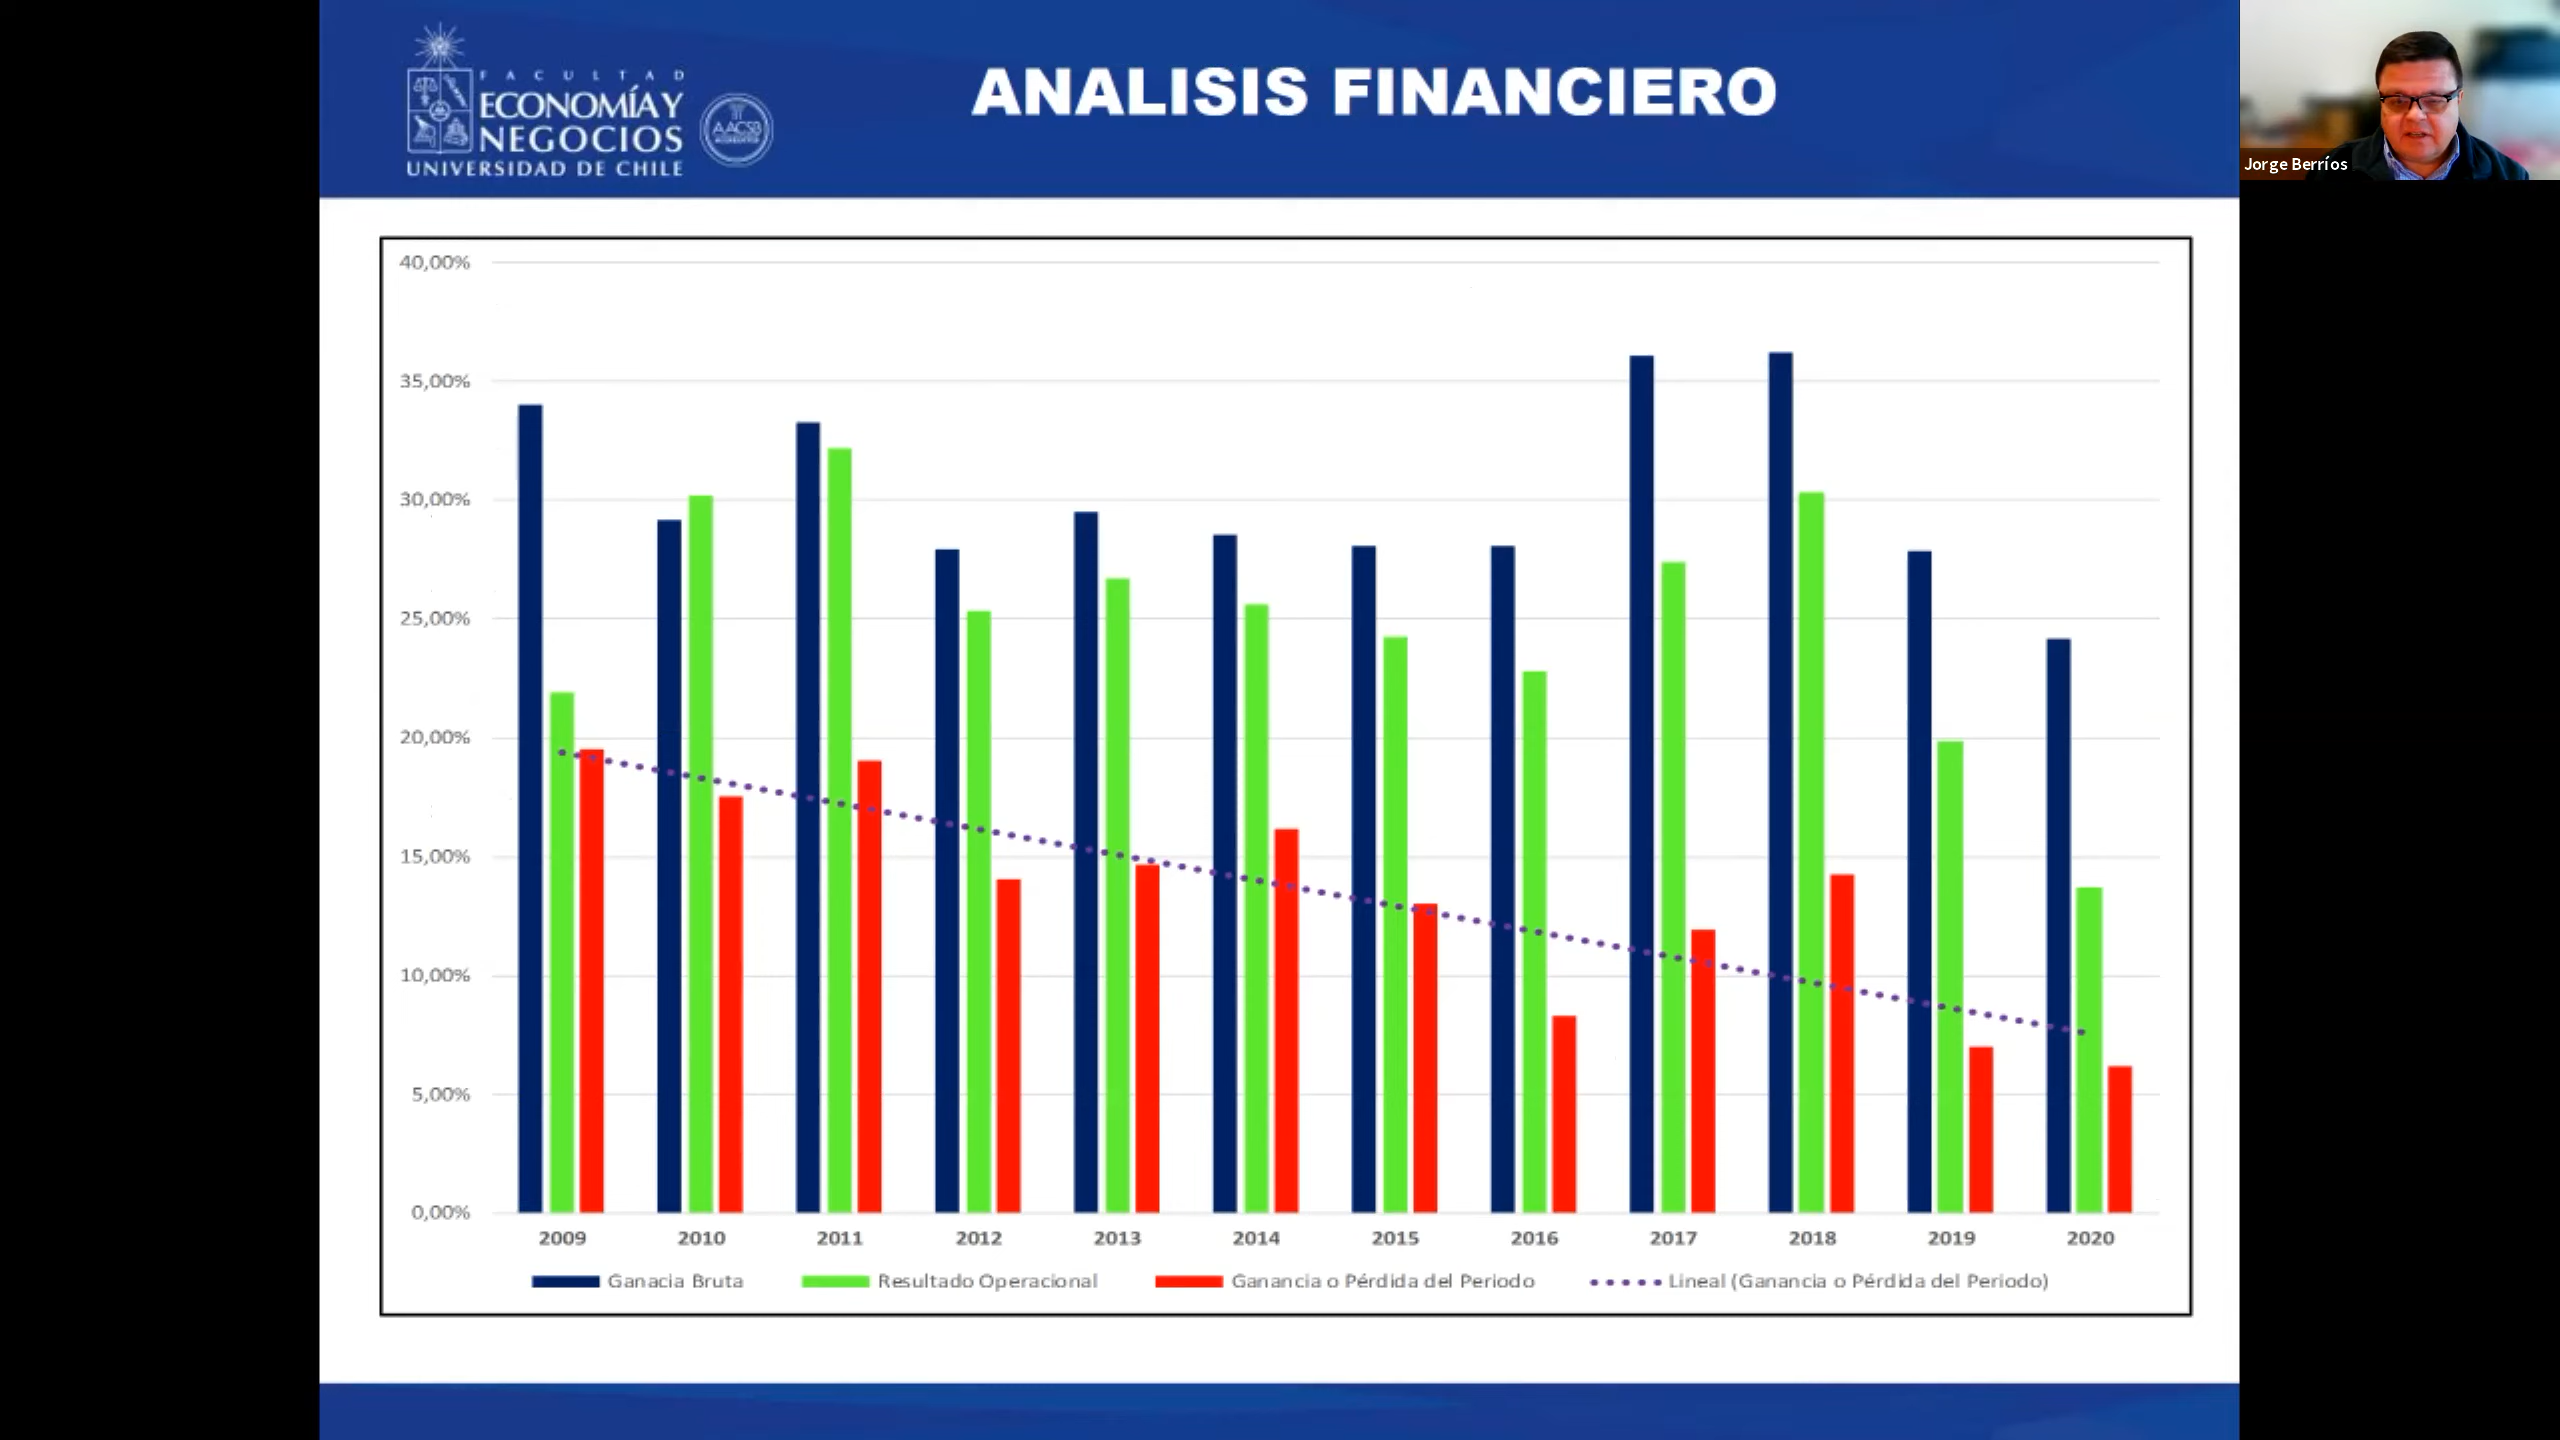 FACULTAD
ECONOMÍA Y
NEGOCIOS
UNIVERSIDAD DE CHILE
AACSB
ANALISIS FINANCIERO
Jorge Berríos
40,00%
35,00%
30,00%
25,00%
20,00%
15,00%
10,00%
5,00%
0,00%
2009 2010 2011 2012 2013 2014 2015 2016 2017 2018 2019 2020
Ganacia Bruta Resultado Operacional Ganancia o Pérdida del Periodo Lineal (Ganancia o Pérdida del Periodo)